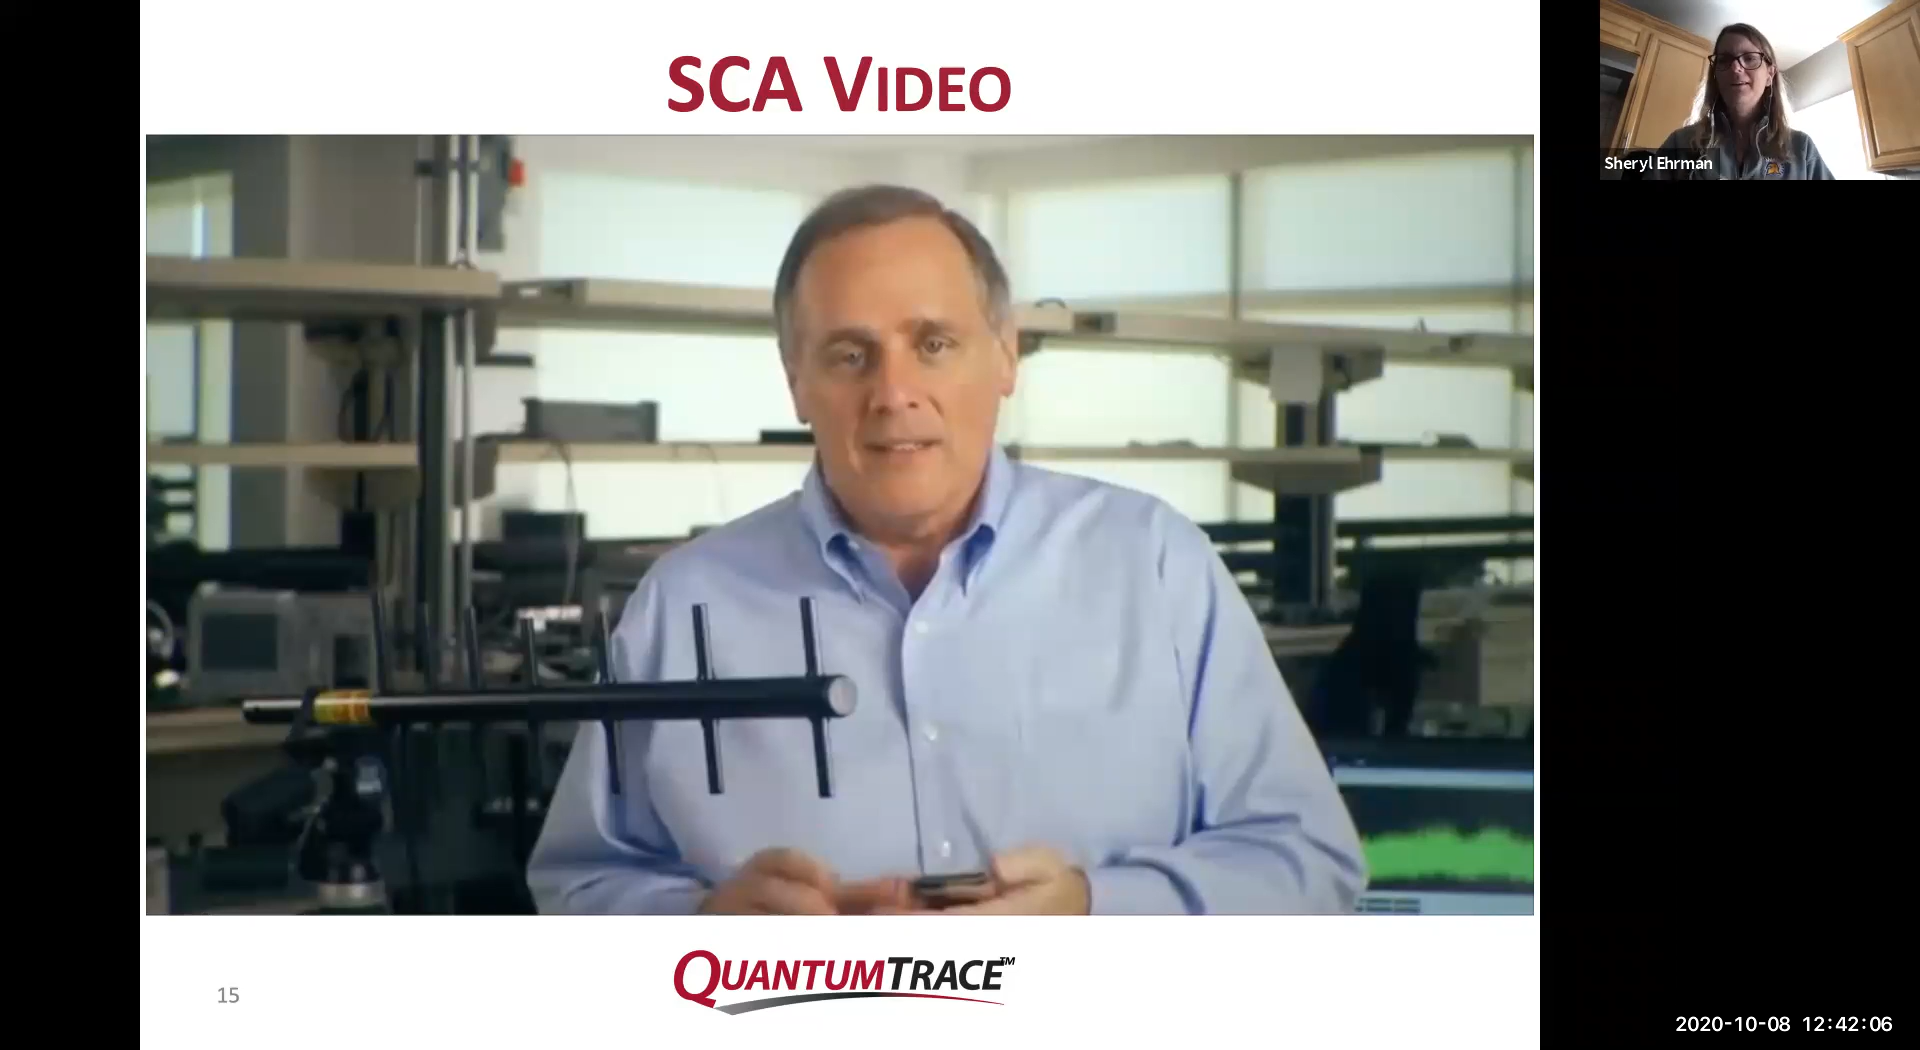 SCA VIDEO
Sheryl Ehrman
QUANTUMTRACE™
15
2020-10-08 12:42:06